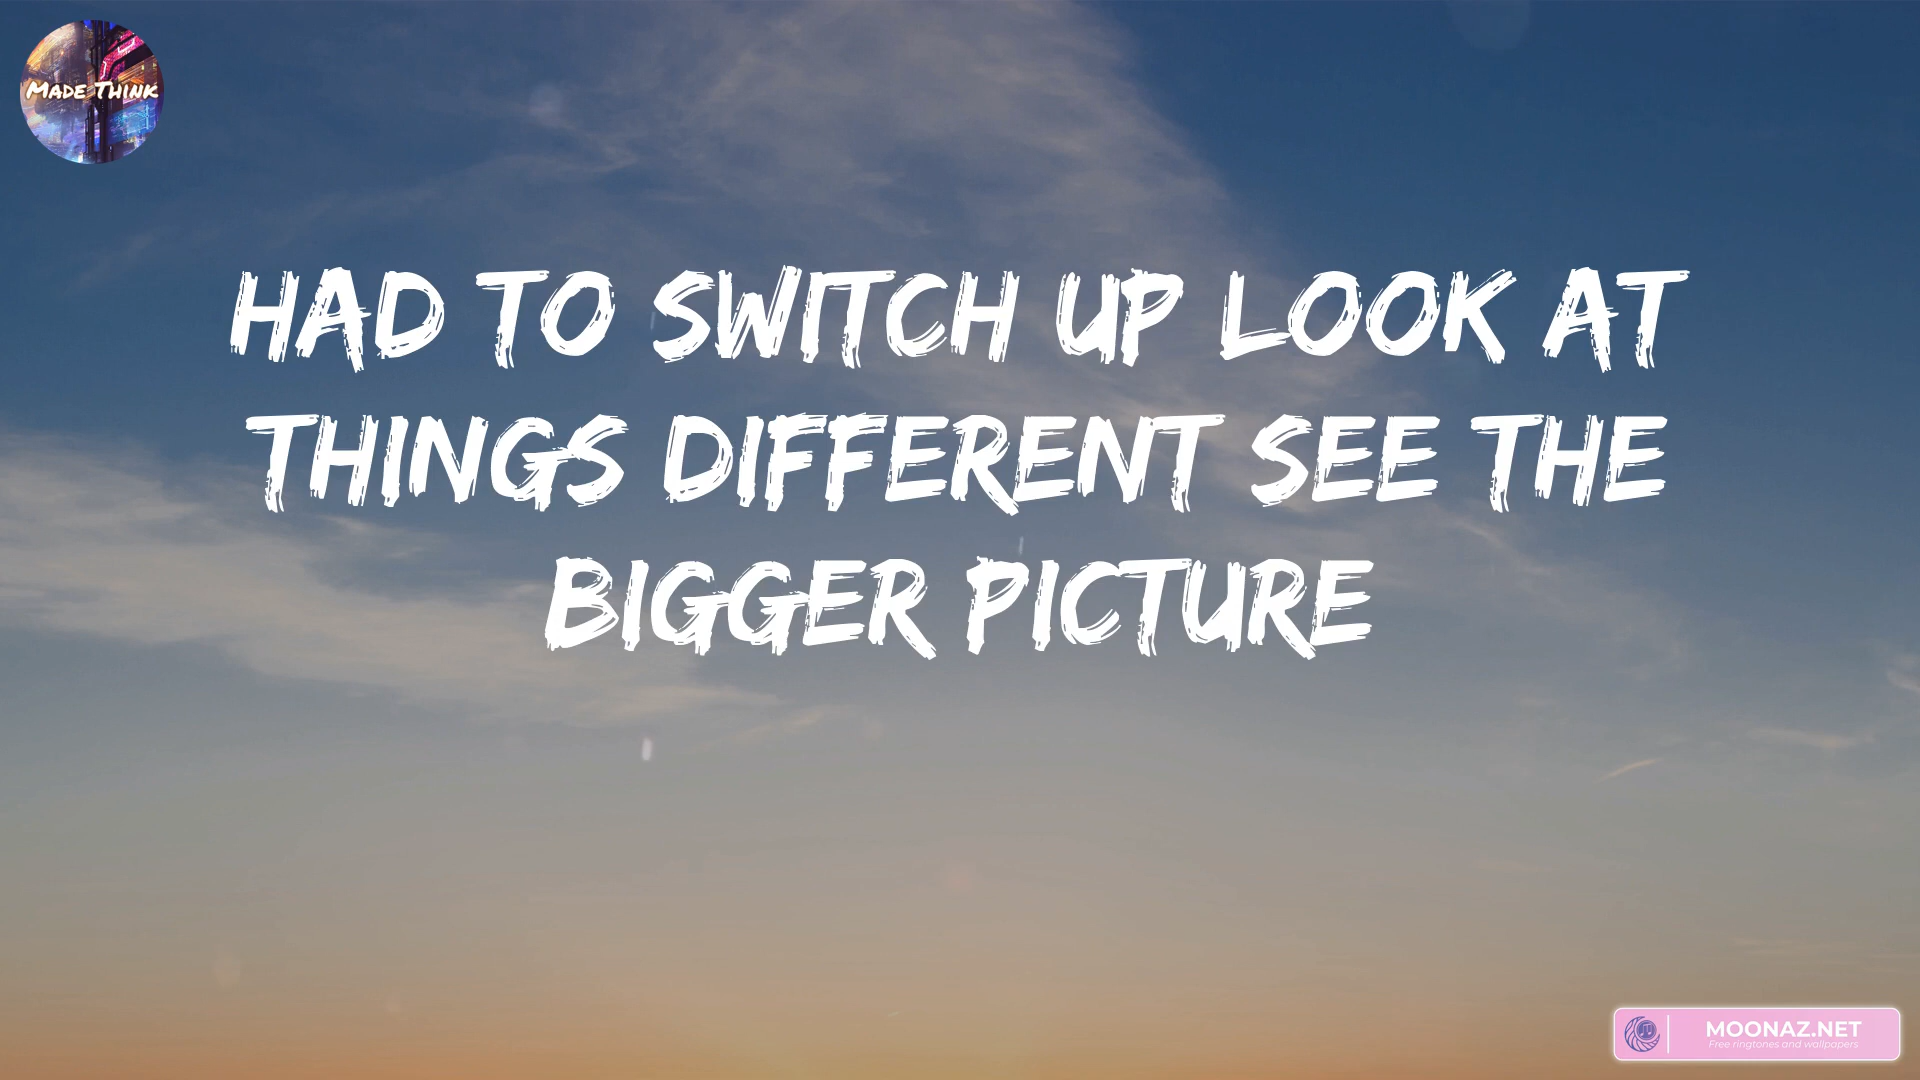 Made Think
HAD TO SWITCH UP LOOK AT
THINGS DIFFERENT SEE THE
BIGGER PICTURE
MOONAZ.NET
Free ringtones and wallpapers